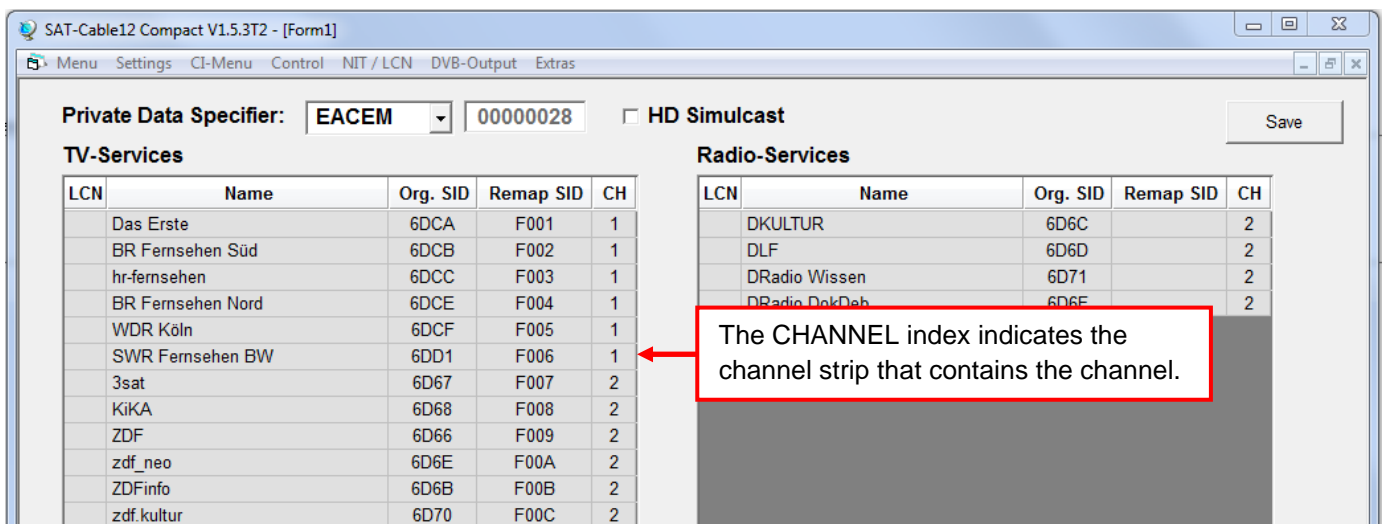 SAT-Cable12 Compact V1.5.3T2 - [Form1]
Menu Settings CI-Menu Control NIT / LCN DVB-Output Extras
Private Data Specifier: EACEM 00000028 HD Simulcast Save
TV-Services
LCN Name Org. SID Remap SID CH
Das Erste 6DCA F001 1
BR Fernsehen Süd 6DCB F002 1
hr-fernsehen 6DCC F003 1
BR Fernsehen Nord 6DCE F004 1
WDR Köln 6DCF F005 1
SWR Fernsehen BW 6DD1 F006 1
3sat 6D67 F007 2
KiKA 6D68 F008 2
ZDF 6D66 F009 2
zdf_neo 6D6E F00A 2
ZDFinfo 6D6B F00B 2
zdf.kultur 6D70 F00C 2
Radio-Services
LCN Name Org. SID Remap SID CH
DKULTUR 6D6C 2
DLF 6D6D 2
DRadio Wissen 6D71 2
DRadio DokDeb 2
The CHANNEL index indicates the
channel strip that contains the channel.